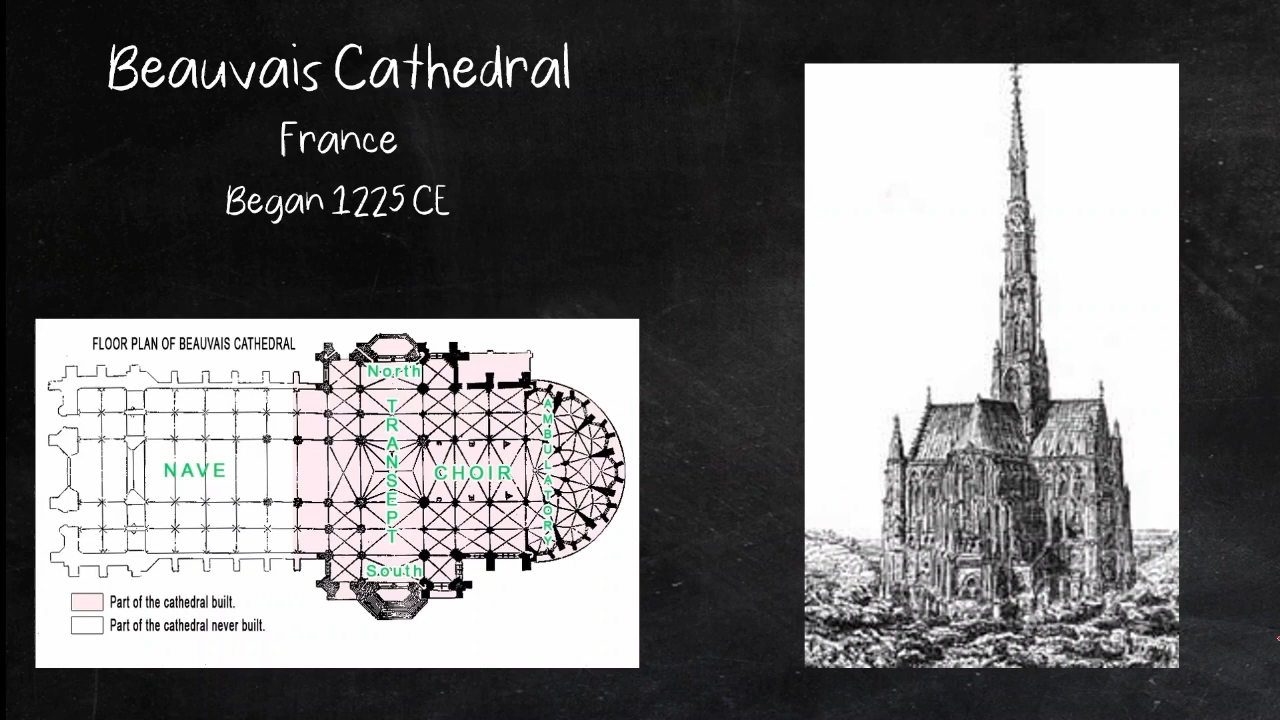 Beauvais Cathedral
France
Began 1225 CE
FLOOR PLAN OF BEAUVAIS CATHEDRAL
North
TRANSEPT
AMBULATORY
NAVE
CHOIR
South
Part of the cathedral built.
Part of the cathedral never built.